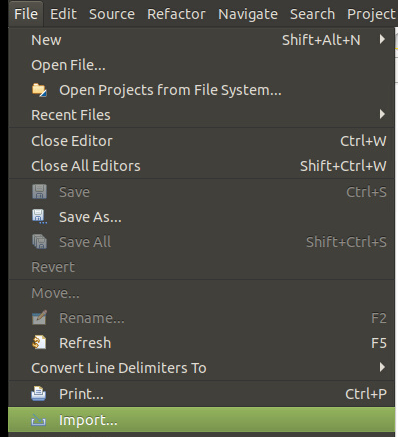 File Edit Source Refactor Navigate Search Project
New Shift+Alt+N
Open File...
Open Projects from File System...
Recent Files
Close Editor Ctrl+W
Close All Editors Shift+Ctrl+W
Save Ctrl+S
Save As...
Save All Shift+Ctrl+S
Revert
Move...
Rename... F2
Refresh F5
Convert Line Delimiters To
Print... Ctrl+P
Import...